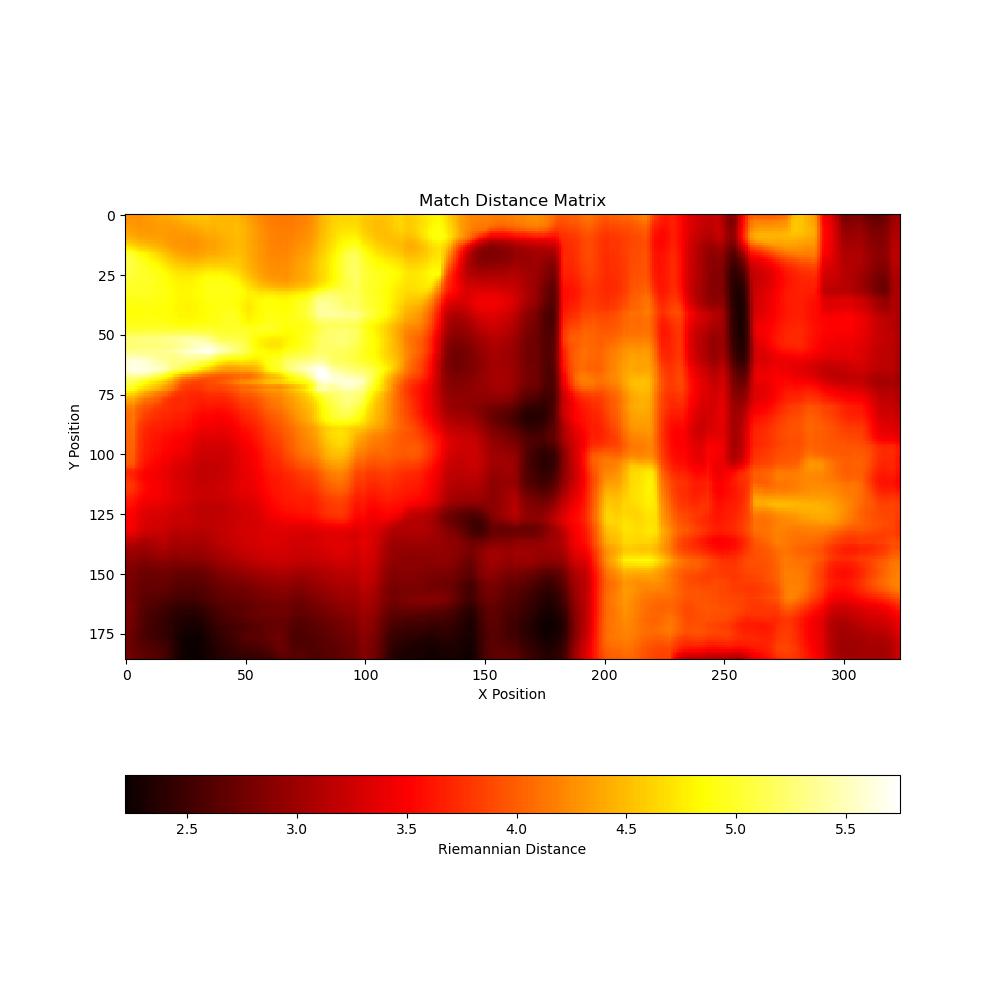 Match Distance Matrix
0
25
50
75
100
125
150
175
Y Position
0 50 100 150 200 250 300
X Position
2.5 3.0 3.5 4.0 4.5 5.0 5.5
Riemannian Distance